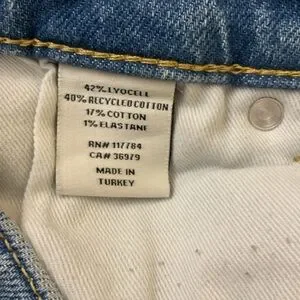 42% LYOCELL
40% RECYCLED COTTON
17% COTTON
1% ELASTANE
RN# 117784
CA# 36979
MADE IN
TURKEY